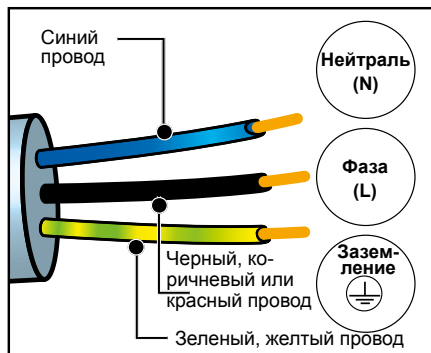 Синий
провод
Нейтраль
(N)
Фаза
(L)
Зазем-
ление
Черный, ко-
ричневый или
красный провод
Зеленый, желтый провод